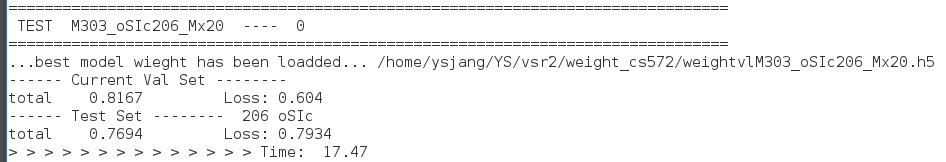 ================================================================================
TEST  M303_oSIc206_Mx20  ----  0
================================================================================
...best model wieght has been loadded... /home/ysjang/YS/vsr2/weight_cs572/weightvlM303_oSIc206_Mx20.h5
------ Current Val Set --------
total    0.8167         Loss: 0.604
------ Test Set --------  206 oSIc
total    0.7694         Loss: 0.7934
> > > > > > > > > > > > > > Time:  17.47